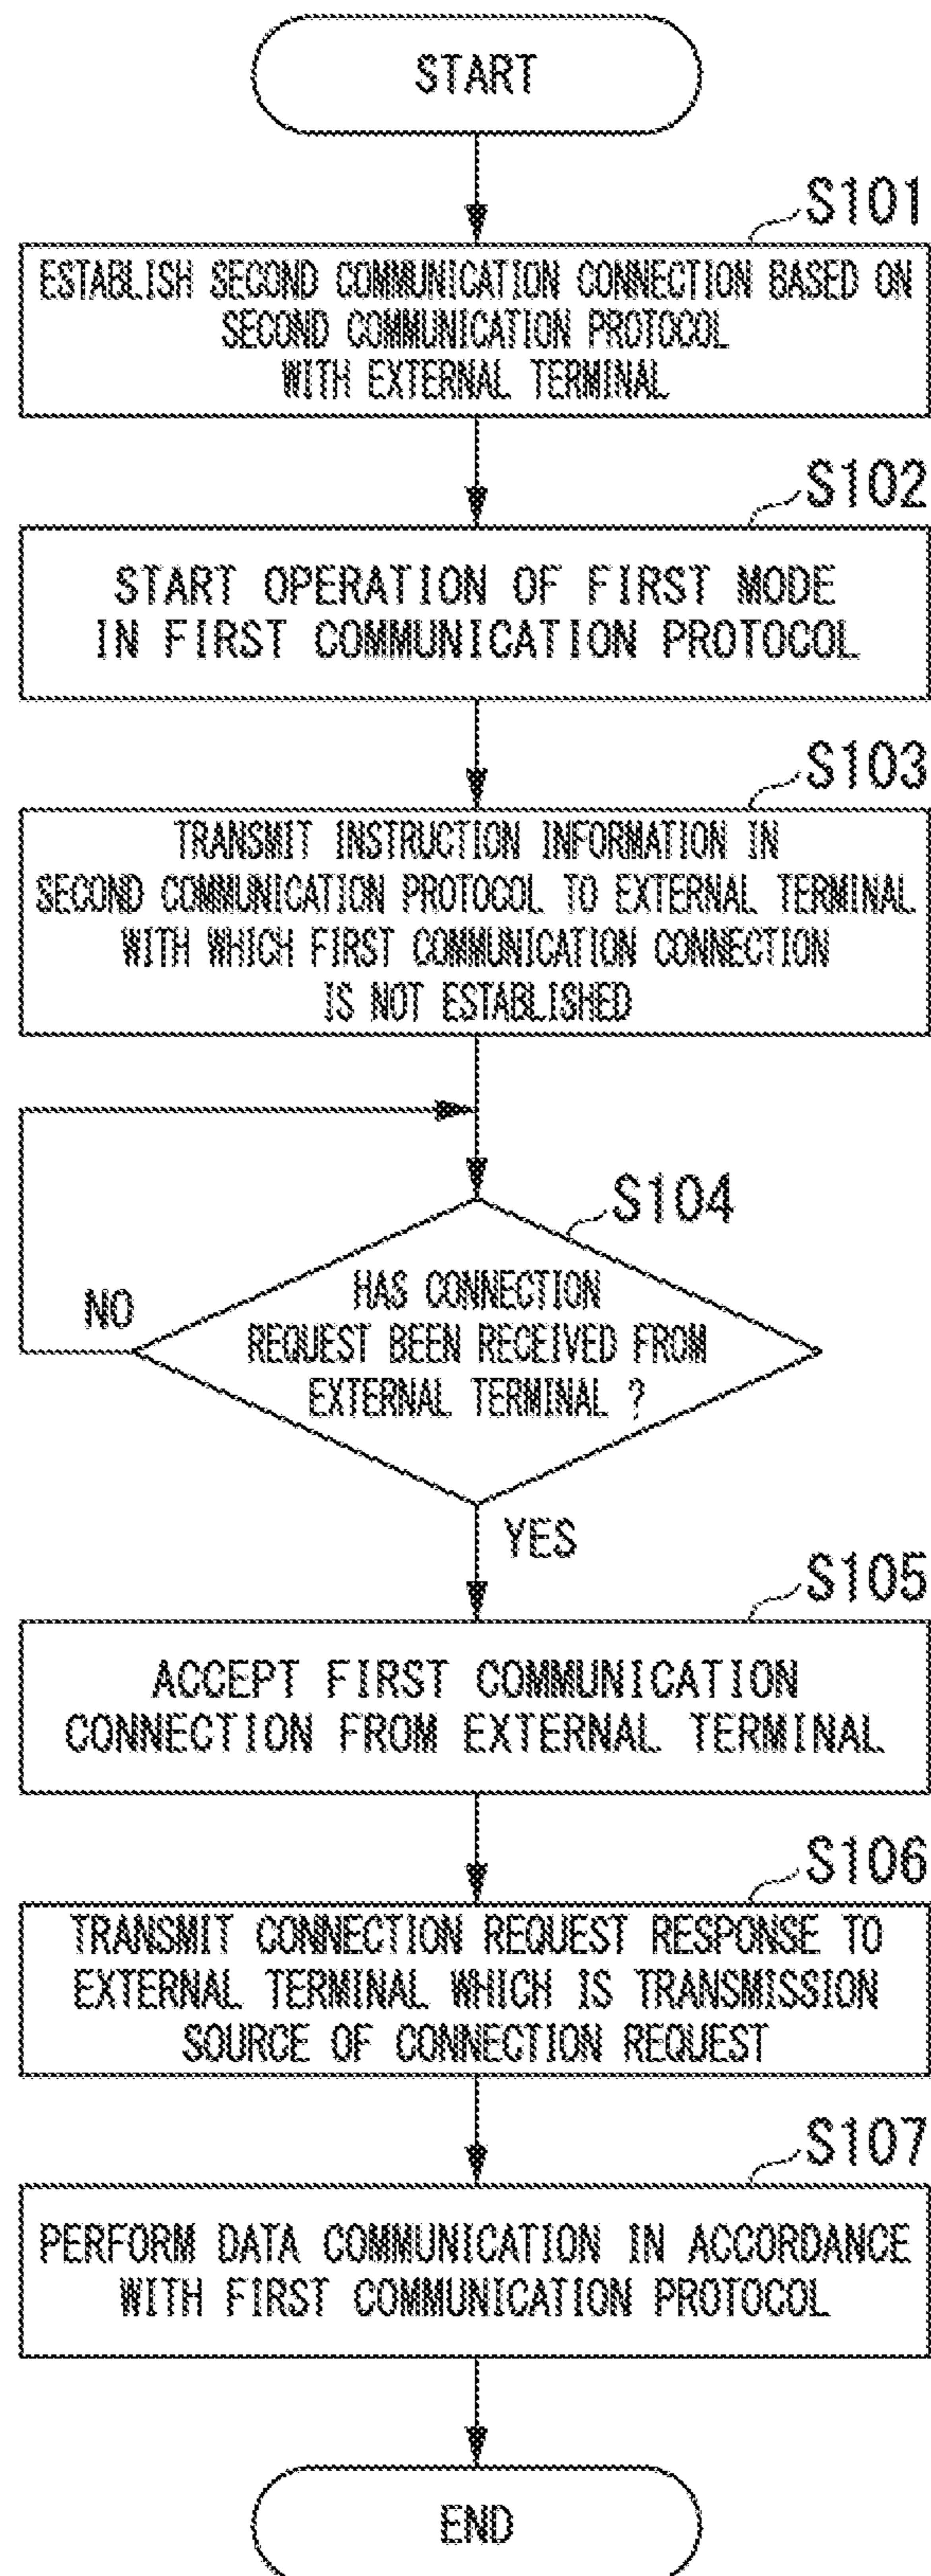 START
S101
ESTABLISH SECOND COMMUNICATION CONNECTION BASED ON
SECOND COMMUNICATION PROTOCOL
WITH EXTERNAL TERMINAL
S102
START OPERATION OF FIRST MODE
IN FIRST COMMUNICATION PROTOCOL
S103
TRANSMIT INSTRUCTION INFORMATION IN
SECOND COMMUNICATION PROTOCOL TO EXTERNAL TERMINAL
WITH WHICH FIRST COMMUNICATION CONNECTION
IS NOT ESTABLISHED
S104
HAS CONNECTION
REQUEST BEEN RECEIVED FROM
EXTERNAL TERMINAL ?
NO
YES
S105
ACCEPT FIRST COMMUNICATION
CONNECTION FROM EXTERNAL TERMINAL
S106
TRANSMIT CONNECTION REQUEST RESPONSE TO
EXTERNAL TERMINAL WHICH IS TRANSMISSION
SOURCE OF CONNECTION REQUEST
S107
PERFORM DATA COMMUNICATION IN ACCORDANCE
WITH FIRST COMMUNICATION PROTOCOL
END